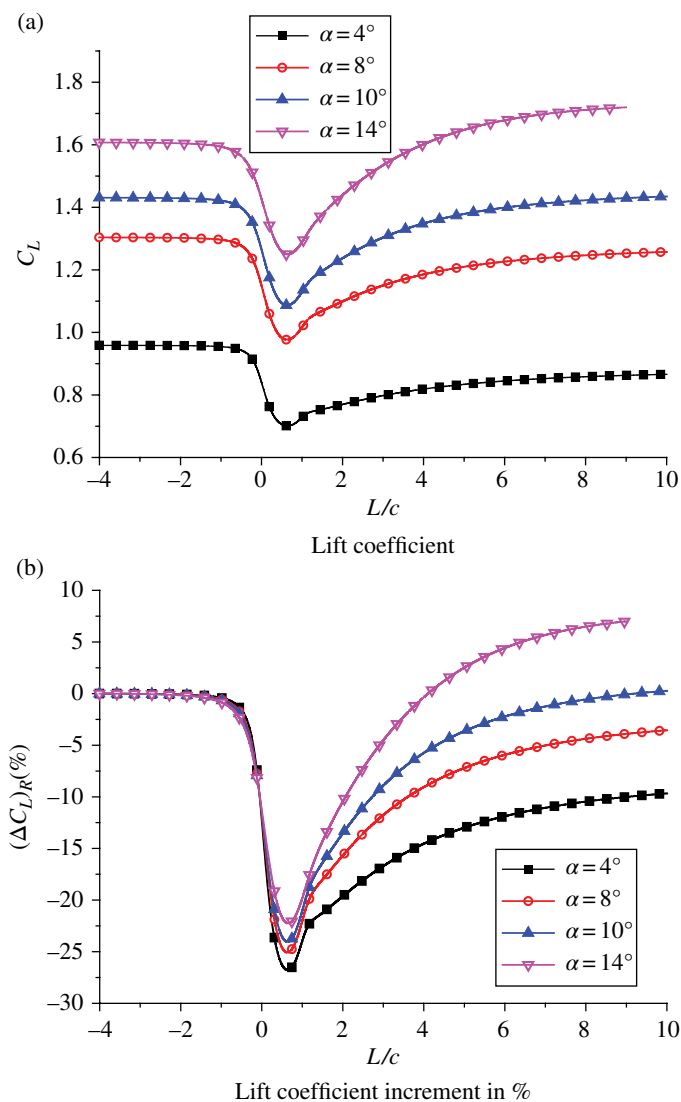 (a)
α = 4°
α = 8°
α = 10°
α = 14°
1.8
1.6
1.4
1.2
1.0
0.8
0.6
C_L
−4 −2 0 2 4 6 8 10
L/c
Lift coefficient
(b)
10
5
0
−5
−10
−15
−20
−25
−30
((ΔC_L)_R(%)
α = 4°
α = 8°
α = 10°
α = 14°
−4 −2 0 2 4 6 8 10
L/c
Lift coefficient increment in %